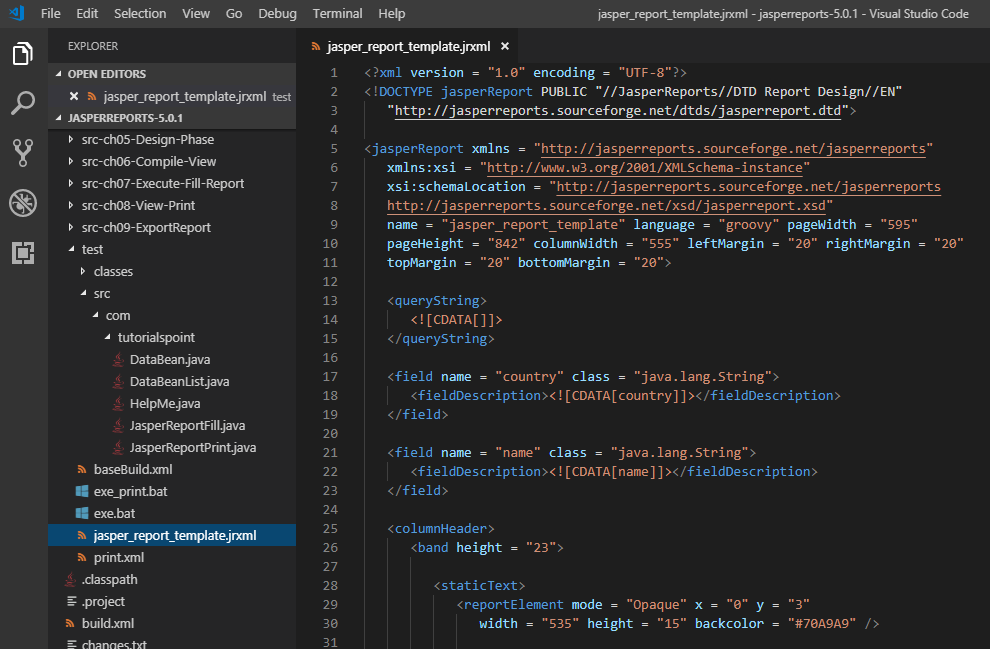 File Edit Selection View Go Debug Terminal Help jasper_report_template.jrxml - jasperreports-5.0.1 - Visual Studio Code
EXPLORER
OPEN EDITORS
jasper_report_template.jrxml test
JASPERREPORTS-5.0.1
src-ch05-Design-Phase
src-ch06-Compile-View
src-ch07-Execute-Fill-Report
src-ch08-View-Print
src-ch09-ExportReport
test
classes
src
com
tutorialspoint
DataBean.java
DataBeanList.java
HelpMe.java
JasperReportFill.java
JasperReportPrint.java
baseBuild.xml
exe_print.bat
exe.bat
jasper_report_template.jrxml
print.xml
.classpath
.project
build.xml
changes.txt
jasper_report_template.jrxml
1 <?xml version = "1.0" encoding = "UTF-8"?>
2 <!DOCTYPE jasperReport PUBLIC "//JasperReports//DTD Report Design//EN"
3 "http://jasperreports.sourceforge.net/dtds/jasperreport.dtd">
4
5 <jasperReport xmlns = "http://jasperreports.sourceforge.net/jasperreports"
6 xmlns:xsi = "http://www.w3.org/2001/XMLSchema-instance"
7 xsi:schemaLocation = "http://jasperreports.sourceforge.net/jasperreports
8 http://jasperreports.sourceforge.net/xsd/jasperreport.xsd"
9 name = "jasper_report_template" language = "groovy" pageWidth = "595"
10 pageHeight = "842" columnWidth = "555" leftMargin = "20" rightMargin = "20"
11 topMargin = "20" bottomMargin = "20">
12
13 <queryString>
14 <![CDATA[]]>
15 </queryString>
16
17 <field name = "country" class = "java.lang.String">
18 <fieldDescription><![CDATA[country]]></fieldDescription>
19 </field>
20
21 <field name = "name" class = "java.lang.String">
22 <fieldDescription><![CDATA[name]]></fieldDescription>
23 </field>
24
25 <columnHeader>
26 <band height = "23">
27
28 <staticText>
29 <reportElement mode = "Opaque" x = "0" y = "3"
30 width = "535" height = "15" backcolor = "#70A9A9" />
31